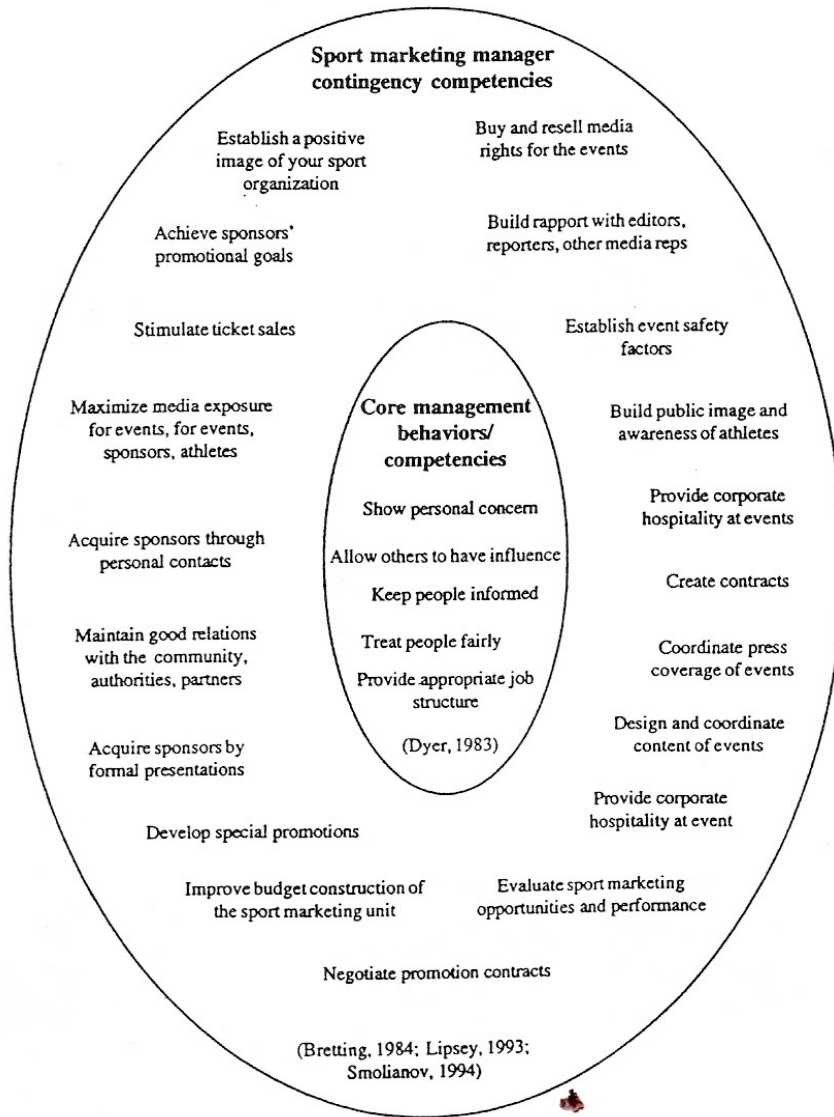 Sport marketing manager
contingency competencies
Establish a positive
image of your sport
organization
Buy and resell media
rights for the events
Achieve sponsors'
promotional goals
Build rapport with editors,
reporters, other media reps
Stimulate ticket sales
Establish event safety
factors
Maximize media exposure
for events, for events,
sponsors, athletes
Build public image and
awareness of athletes
Provide corporate
hospitality at events
Acquire sponsors through
personal contacts
Create contracts
Maintain good relations
with the community,
authorities, partners
Coordinate press
coverage of events
Design and coordinate
content of events
Acquire sponsors by
formal presentations
Provide corporate
hospitality at event
Develop special promotions
Improve budget construction of
the sport marketing unit
Evaluate sport marketing
opportunities and performance
Negotiate promotion contracts
(Bretting, 1984; Lipsey, 1993;
Smolianov, 1994)
Core management
behaviors/
competencies
Show personal concern
Allow others to have influence
Keep people informed
Treat people fairly
Provide appropriate job
structure
(Dyer, 1983)